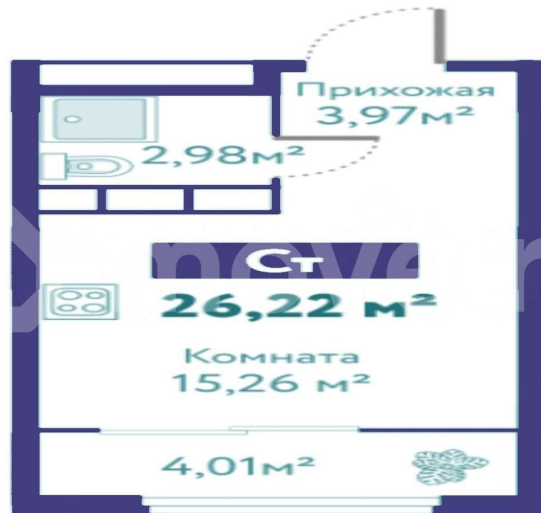 Прихожая
3,97м²
2,98м²
Ст
26,22 м²
Комната
15,26 м²
4,01м²